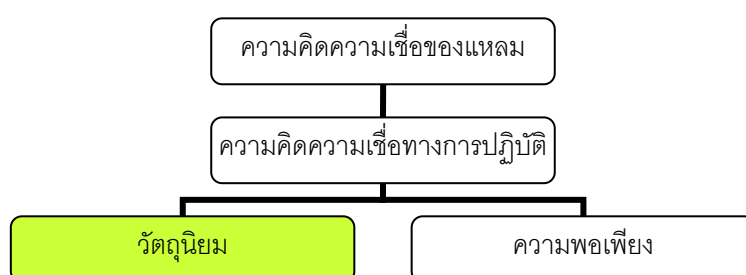 ความคิดความเชื่อของแหลม
ความคิดความเชื่อทางการปฏิบัติ
วัตถุนิยม
ความพอเพียง